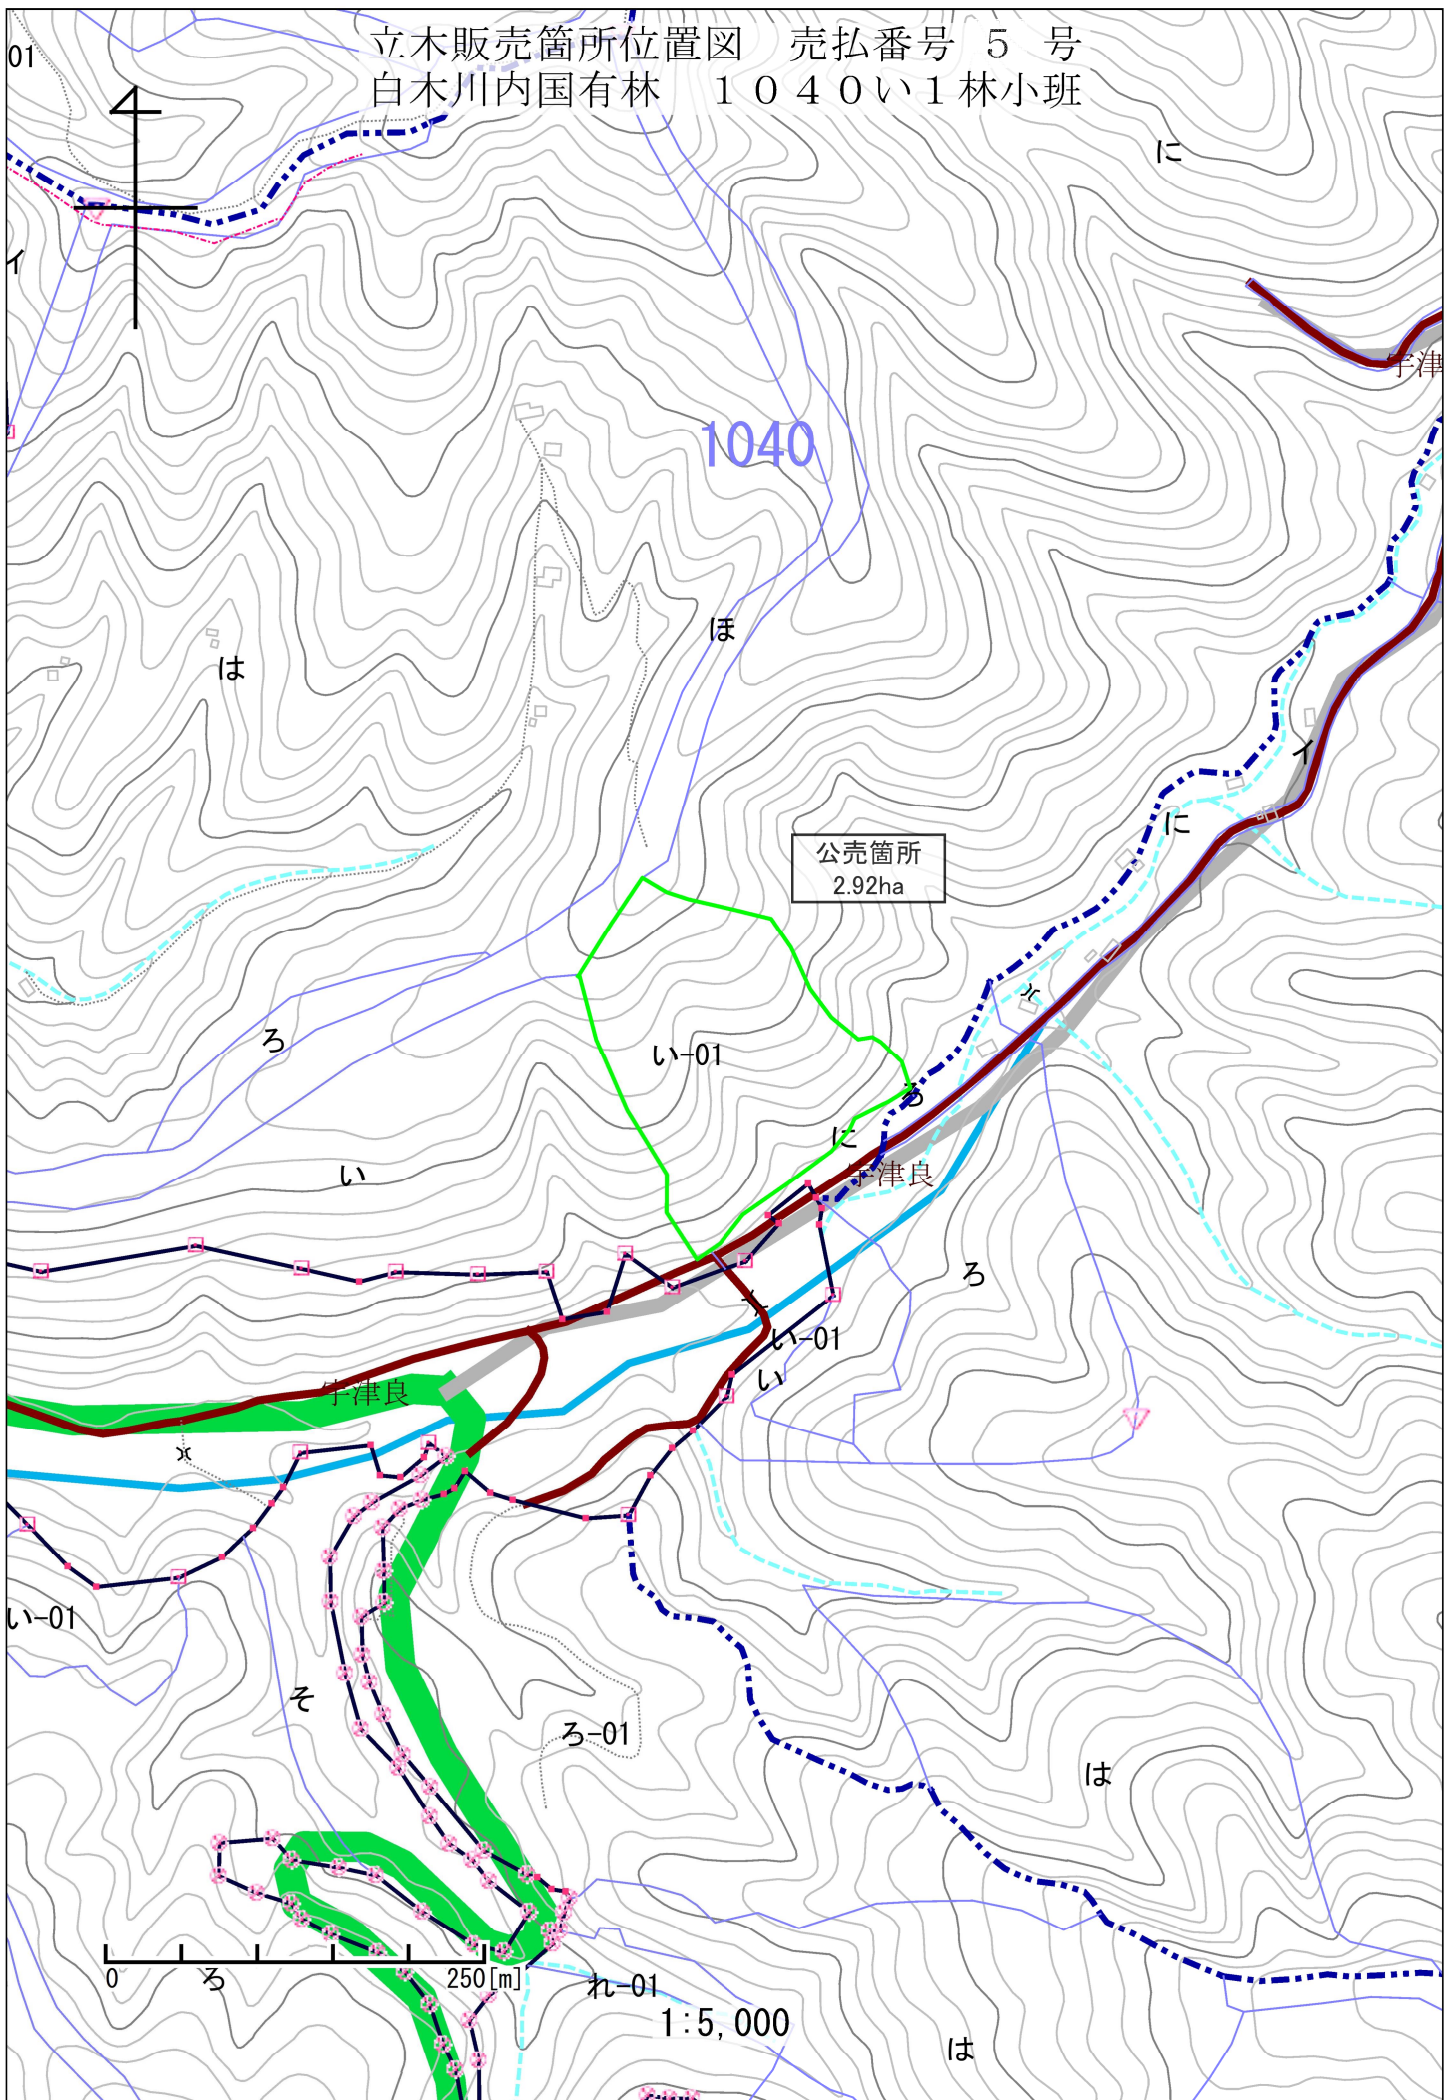 立木販売箇所位置図　売払番号 ５ 号
白木川内国有林　１０４０い１林小班
01
に
イ
宇津
1040
ほ
は
イ
に
公売箇所
2.92ha
ろ
い-01
ろ
に
宇津良
い
ろ
い-01
い
宇津良
い-01
そ
ろ-01
は
0
250[m]
ろ
れ-01
1:5,000
は